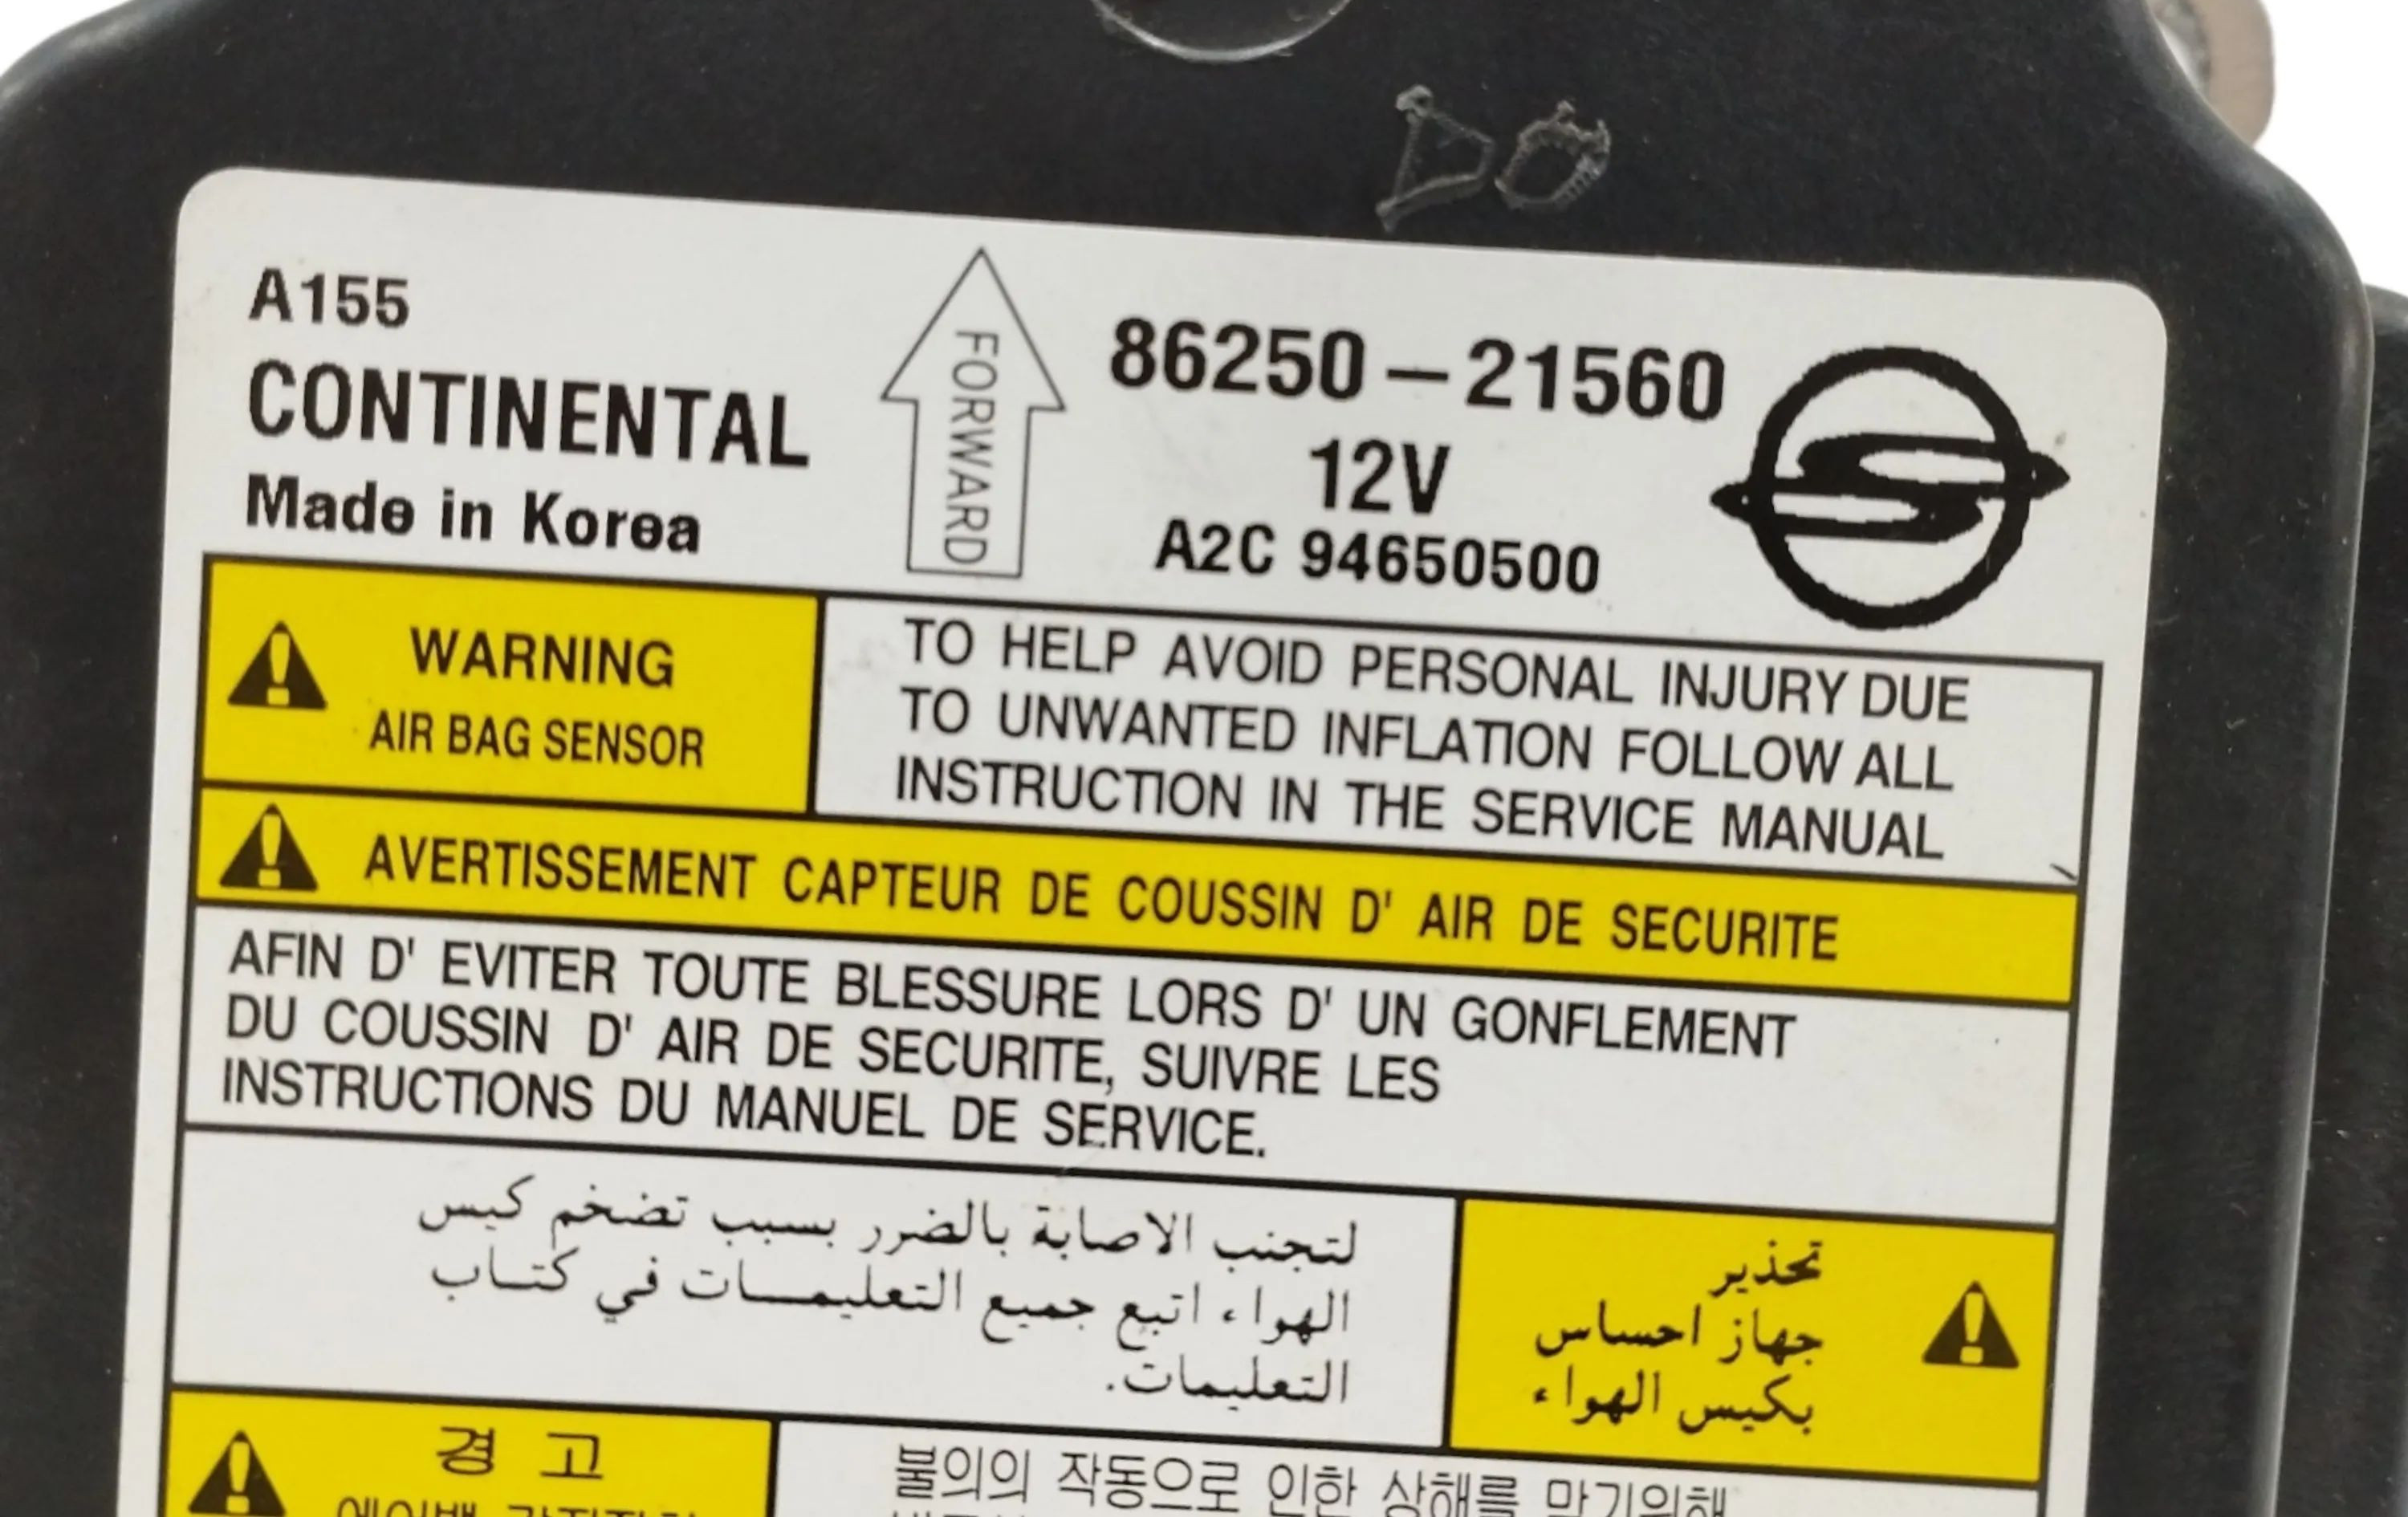 DO
A155
CONTINENTAL
Made in Korea
FORWARD
86250-21560
12V
A2C 94650500
WARNING
AIR BAG SENSOR
TO HELP AVOID PERSONAL INJURY DUE
TO UNWANTED INFLATION FOLLOW ALL
INSTRUCTION IN THE SERVICE MANUAL
AVERTISSEMENT CAPTEUR DE COUSSIN D' AIR DE SECURITE
AFIN D' EVITER TOUTE BLESSURE LORS D' UN GONFLEMENT
DU COUSSIN D' AIR DE SECURITE, SUIVRE LES
INSTRUCTIONS DU MANUEL DE SERVICE.
تحذير
جهاز احساس
بكيس الهواء
لتجنب الاصابة بالضرر بسبب تضخم كيس
الهواء اتبع جميع التعليمات في كتاب
التعليمات.
경 고
불의의 작동으로 인한 상해를 막기위해